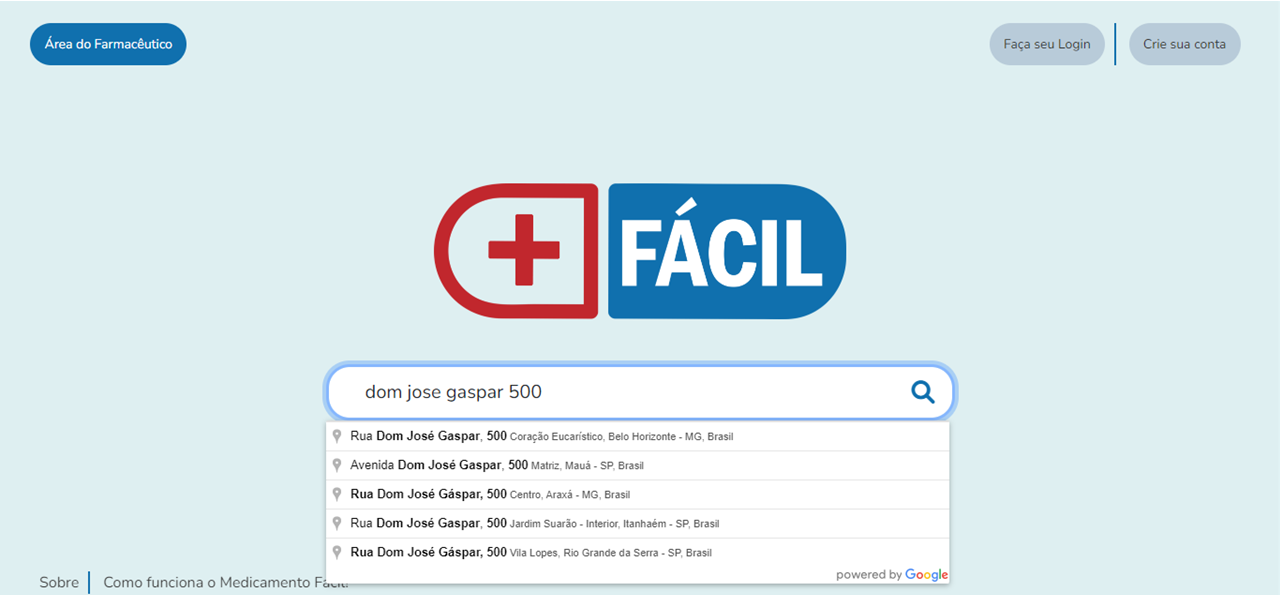 Área do Farmacêutico
Faça seu Login
Crie sua conta
FÁCIL
dom jose gaspar 500
Rua Dom José Gaspar, 500 Coração Eucarístico, Belo Horizonte - MG, Brasil
Avenida Dom José Gaspar, 500 Matriz, Mauá - SP, Brasil
Rua Dom José Gáspar, 500 Centro, Araxá - MG, Brasil
Rua Dom José Gaspar, 500 Jardim Suarão - Interior, Itanhaém - SP, Brasil
Rua Dom José Gáspar, 500 Vila Lopes, Rio Grande da Serra - SP, Brasil
powered by Google
Sobre
Como funciona o Medicamento Fácil?